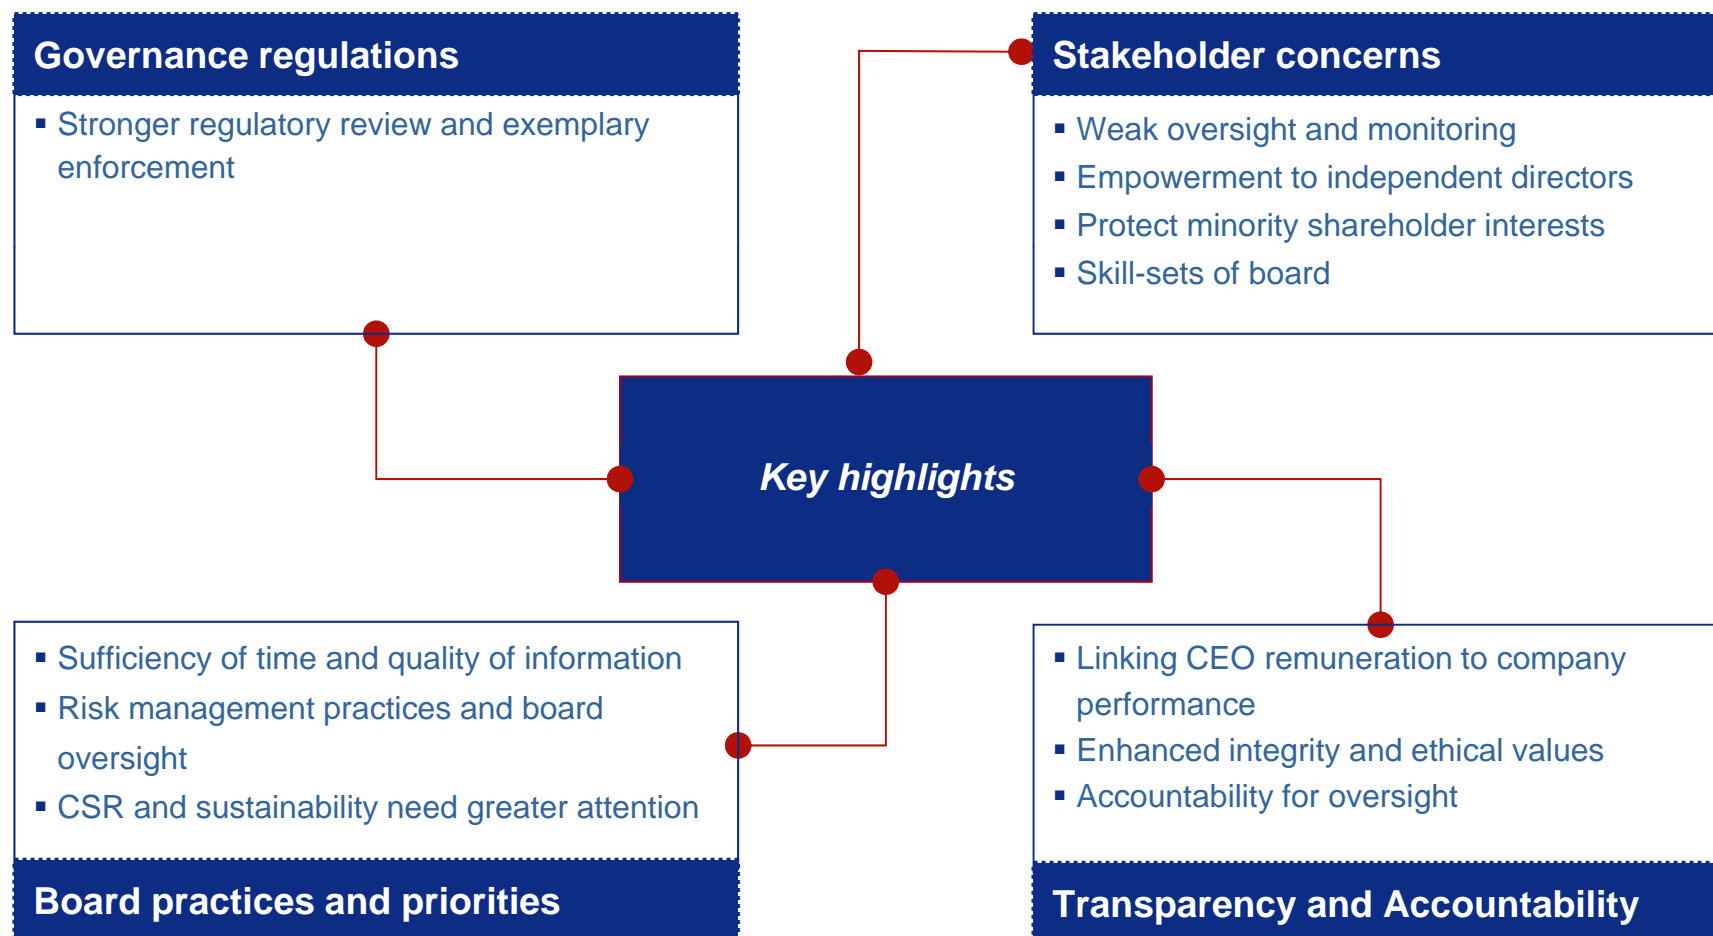 Governance regulations
▪ Stronger regulatory review and exemplary
enforcement
Stakeholder concerns
▪ Weak oversight and monitoring
▪ Empowerment to independent directors
▪ Protect minority shareholder interests
▪ Skill-sets of board
Key highlights
▪ Sufficiency of time and quality of information
▪ Risk management practices and board
oversight
▪ CSR and sustainability need greater attention
Board practices and priorities
▪ Linking CEO remuneration to company
performance
▪ Enhanced integrity and ethical values
▪ Accountability for oversight
Transparency and Accountability